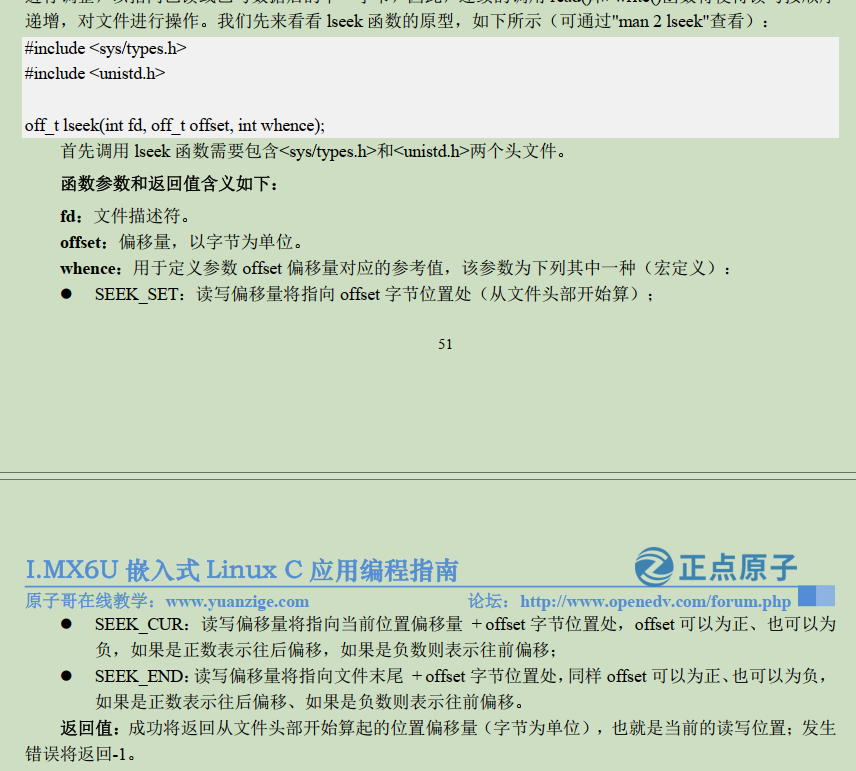 递增，对文件进行操作。我们先来看看 lseek 函数的原型，如下所示（可通过"man 2 lseek"查看）：
#include <sys/types.h>
#include <unistd.h>
off_t lseek(int fd, off_t offset, int whence);
首先调用 lseek 函数需要包含<sys/types.h>和<unistd.h>两个头文件。
函数参数和返回值含义如下：
fd：文件描述符。
offset：偏移量，以字节为单位。
whence：用于定义参数 offset 偏移量对应的参考值，该参数为下列其中一种（宏定义）：
● SEEK_SET：读写偏移量将指向 offset 字节位置处（从文件头部开始算）；
51
I.MX6U 嵌入式 Linux C 应用编程指南
正点原子
原子哥在线教学：www.yuanzige.com 论坛：http://www.openedv.com/forum.php
● SEEK_CUR：读写偏移量将指向当前位置偏移量 + offset 字节位置处，offset 可以为正、也可以为
负，如果是正数表示往后偏移，如果是负数则表示往前偏移；
● SEEK_END：读写偏移量将指向文件末尾 + offset 字节位置处，同样 offset 可以为正、也可以为负，
如果是正数表示往后偏移、如果是负数则表示往前偏移。
返回值：成功将返回从文件头部开始算起的位置偏移量（字节为单位），也就是当前的读写位置；发生
错误将返回-1。